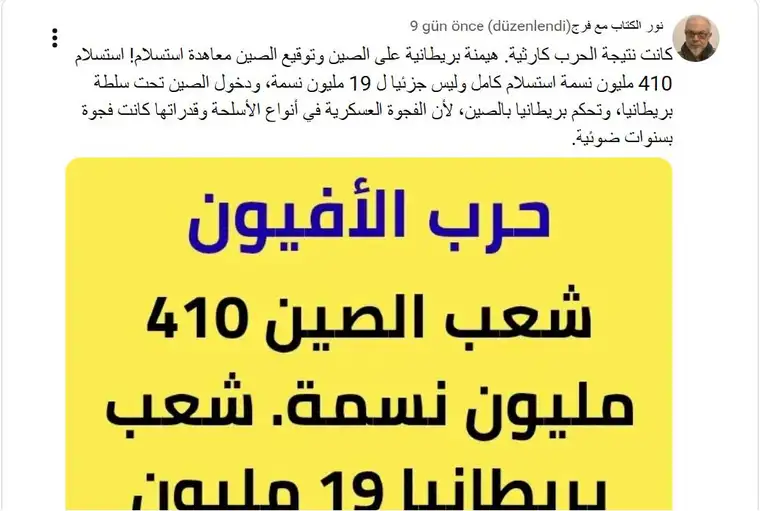 نور الكتاب مع فرج(düzenlendi) 9 gün önce
كانت نتيجة الحرب كارثية. هيمنة بريطانية على الصين وتوقيع الصين معاهدة استسلام! استسلام
410 مليون نسمة استسلام كامل وليس جزئيا ل 19 مليون نسمة، ودخول الصين تحت سلطة
بريطانيا، وتحكم بريطانيا بالصين، لأن الفجوة العسكرية في أنواع الأسلحة وقدراتها كانت فجوة
بسنوات ضوئية.
حرب الأفيون
شعب الصين 410
مليون نسمة. شعب
بريطانيا 19 مليون